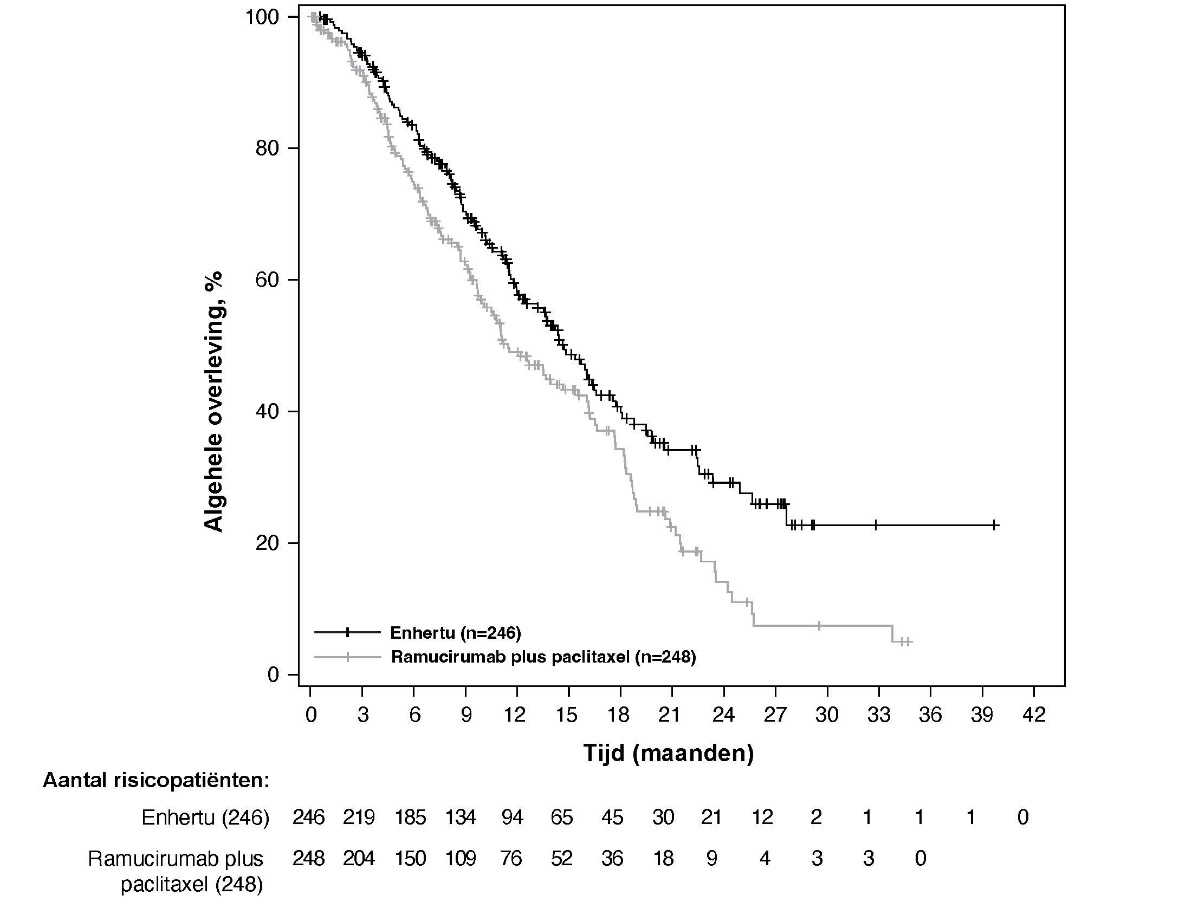 100
80
60
40
20
0
Algehele overleving, %
Enhertu (n=246)
Ramucirumab plus paclitaxel (n=248)
0 3 6 9 12 15 18 21 24 27 30 33 36 39 42
Tijd (maanden)
Aantal risicopatiënten:
Enhertu (246) 246 219 185 134 94 65 45 30 21 12 2 1 1 1 0
Ramucirumab plus 248 204 150 109 76 52 36 18 9 4 3 3 0
paclitaxel (248)